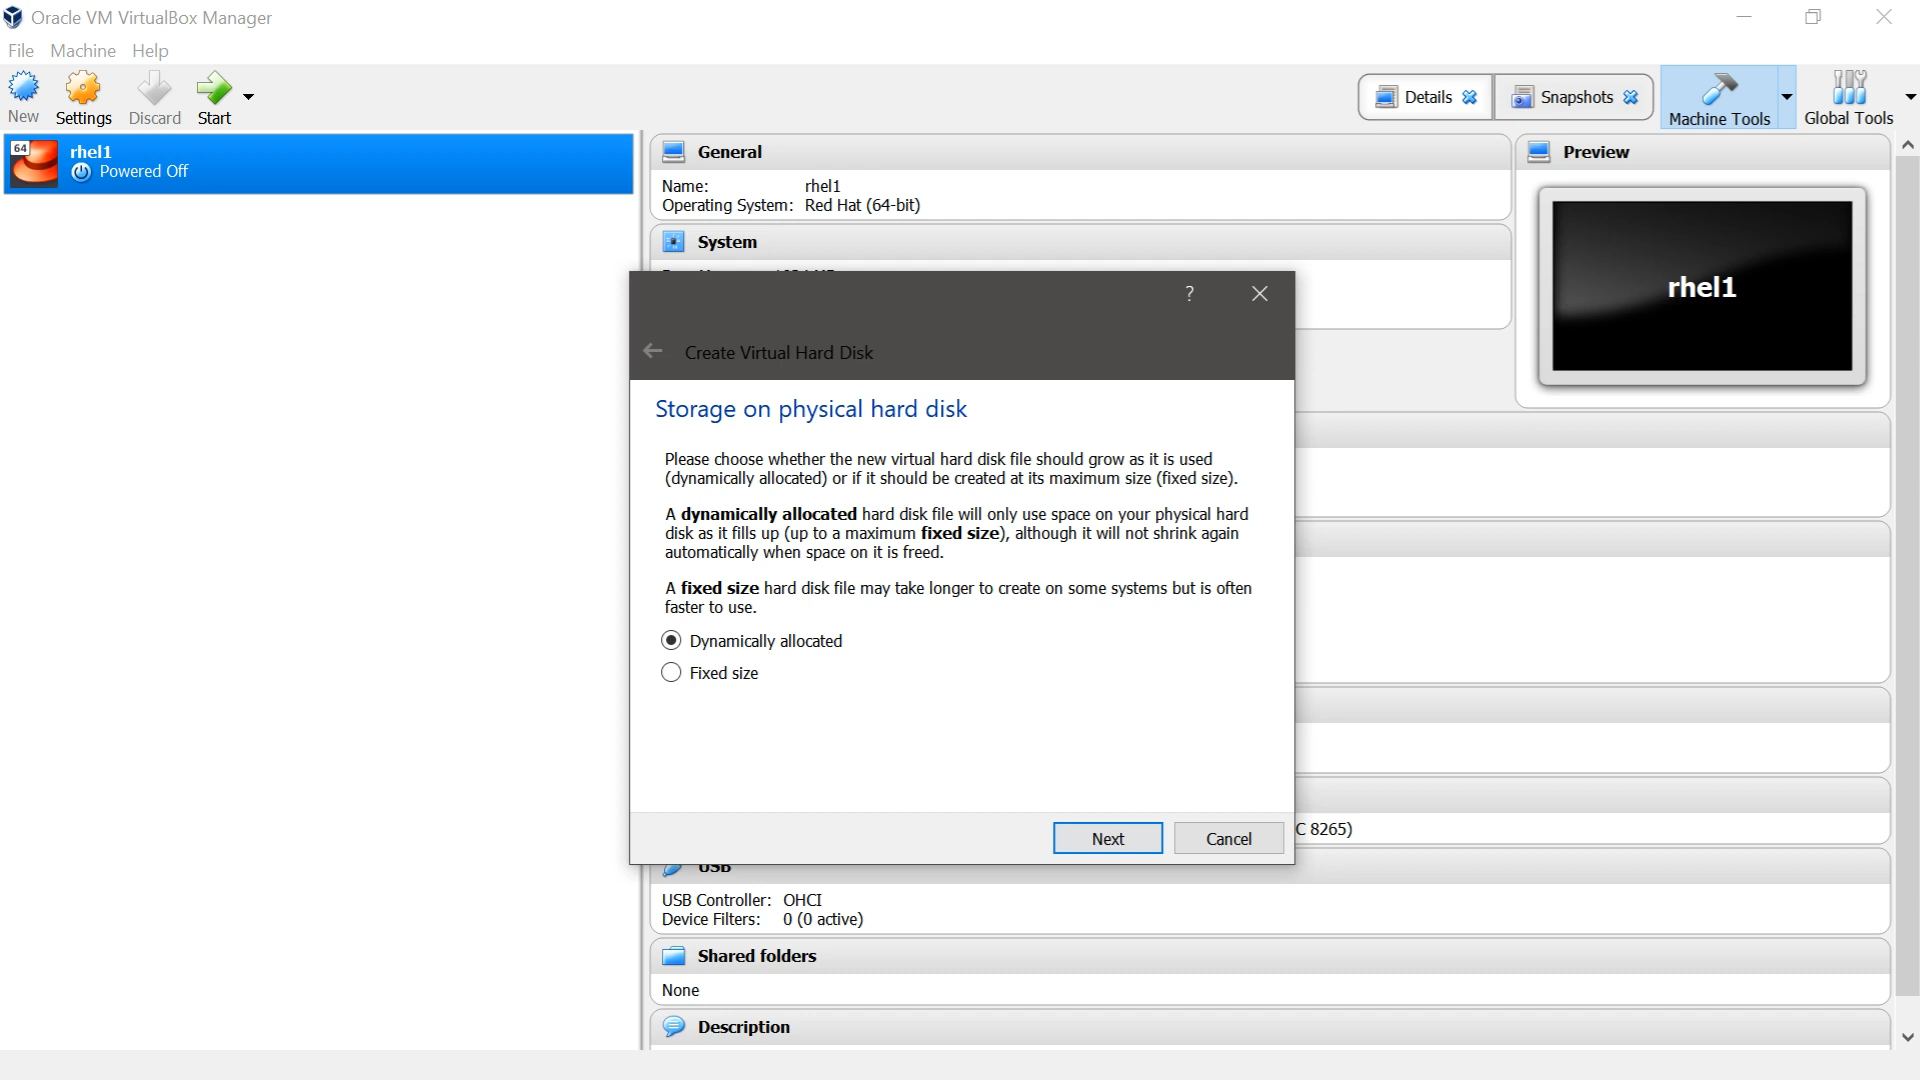 Oracle VM VirtualBox Manager
File Machine Help
New Settings Discard Start
Details Snapshots Machine Tools Global Tools
64
rhel1
Powered Off
General
Name: rhel1
Operating System: Red Hat (64-bit)
System
Preview
rhel1
?
Create Virtual Hard Disk
Storage on physical hard disk
Please choose whether the new virtual hard disk file should grow as it is used
(dynamically allocated) or if it should be created at its maximum size (fixed size).
A dynamically allocated hard disk file will only use space on your physical hard
disk as it fills up (up to a maximum fixed size), although it will not shrink again
automatically when space on it is freed.
A fixed size hard disk file may take longer to create on some systems but is often
faster to use.
Dynamically allocated
Fixed size
Next Cancel
C 8265)
USB
USB Controller: OHCI
Device Filters: 0 (0 active)
Shared folders
None
Description